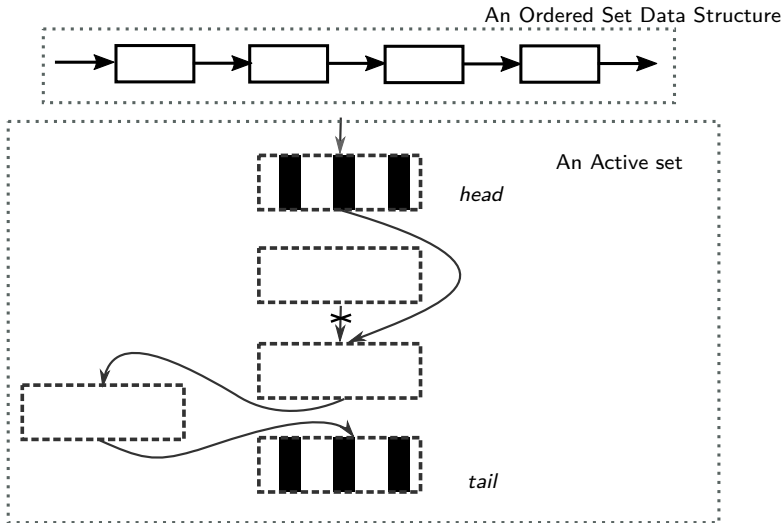 An Ordered Set Data Structure
An Active set
head
tail